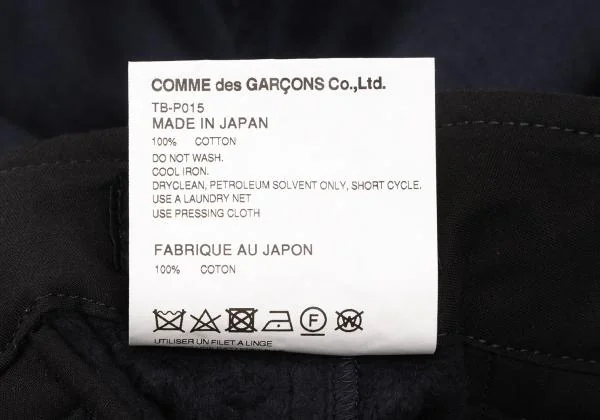 COMME des GARÇONS Co.,Ltd.
TB-P015
MADE IN JAPAN
100% COTTON
DO NOT WASH.
COOL IRON.
DRYCLEAN, PETROLEUM SOLVENT ONLY, SHORT CYCLE.
USE A LAUNDRY NET
USE PRESSING CLOTH
FABRIQUE AU JAPON
100% COTON
F W
UTILISER UN FILET A LINGE